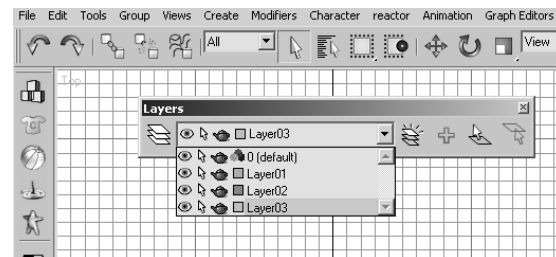 File Edit Tools Group Views Create Modifiers Character reactor Animation Graph Editors
All View
Top
Layers
Layer03
0 (default)
Layer01
Layer02
Layer03